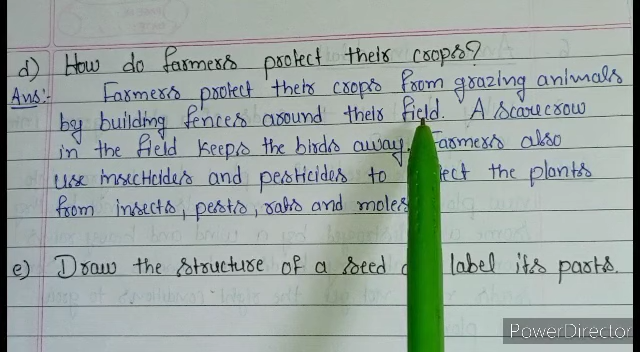 d) How do farmers protect their crops?
Ans:- Farmers protect their crops from grazing animals
by building fences around their field. A scarecrow
in the field keeps the birds away. Farmers also
use insecticides and pesticides to ect the plants
from insects, pests, rats and moles
e) Draw the structure of a seed label its parts.
PowerDirector